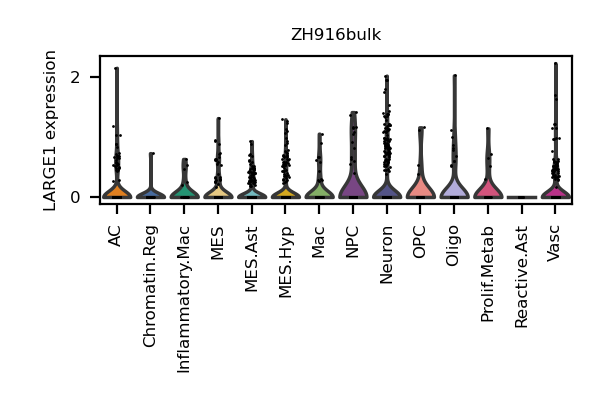 ZH916bulk
LARGE1 expression
2
0
AC
Chromatin.Reg
Inflammatory.Mac
MES
MES.Ast
MES.Hyp
Mac
NPC
Neuron
OPC
Oligo
Prolif.Metab
Reactive.Ast
Vasc